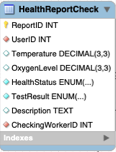 HealthReportCheck
ReportID INT
UserID INT
Temperature DECIMAL(3,3)
OxygenLevel DECIMAL(3,3)
HealthStatus ENUM(...)
TestResult ENUM(...)
Description TEXT
CheckingWorkerID INT
Indexes